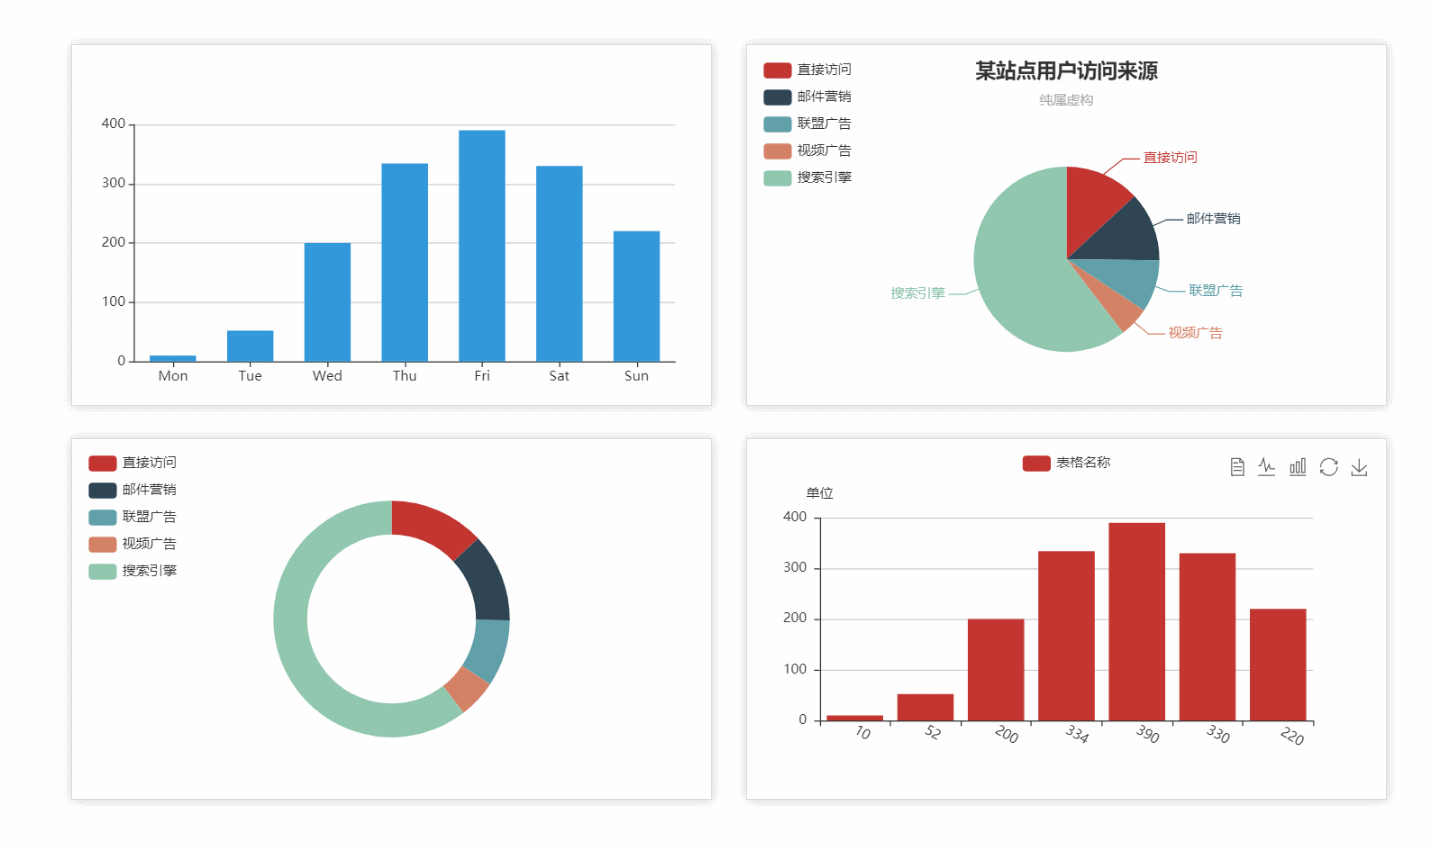 400
300
200
100
0
Mon Tue Wed Thu Fri Sat Sun
直接访问
邮件营销
联盟广告
视频广告
搜索引擎
某站点用户访问来源
纯属虚构
直接访问
邮件营销
联盟广告
视频广告
搜索引擎
直接访问
邮件营销
联盟广告
视频广告
搜索引擎
表格名称
单位
400
300
200
100
0
10 52 200 334 390 330 220